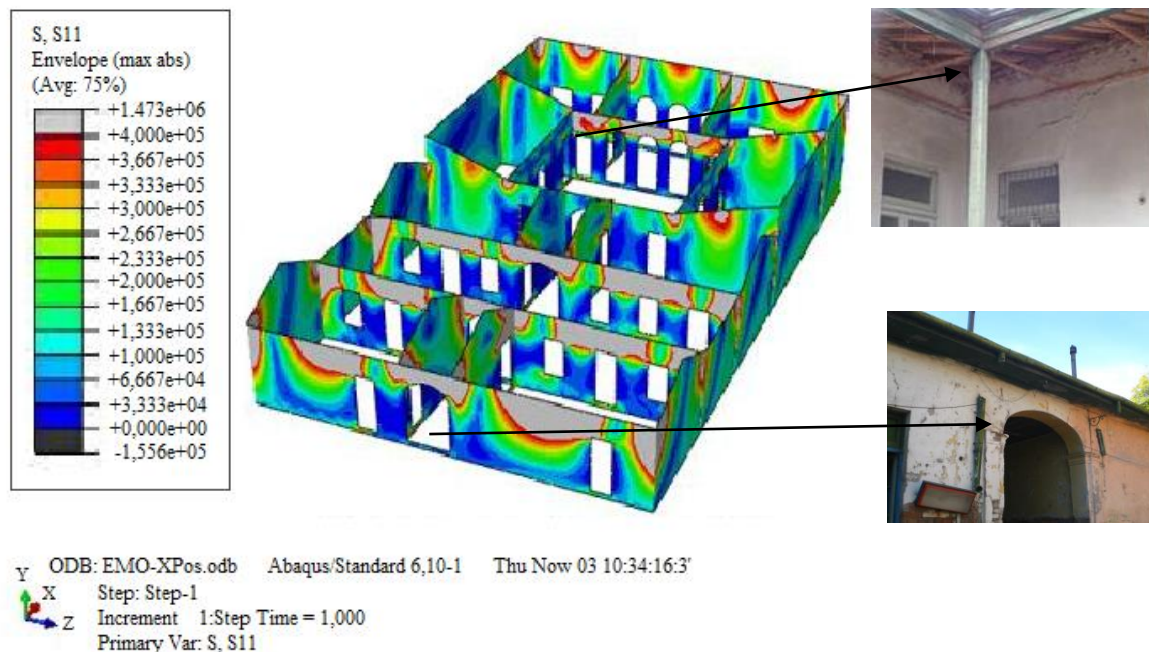 S, S11
Envelope (max abs)
(Avg: 75%)
+1.473e+06
+4,000e+05
+3,667e+05
+3,333e+05
+3,000e+05
+2,667e+05
+2.333e+05
+2,000e+05
+1,667e+05
+1,333e+05
+1,000e+05
+6,667e+04
+3,333e+04
+0,000e+00
-1,556e+05
Y
X
Z
ODB: EMO-XPos.odb Abaqus/Standard 6,10-1 Thu Now 03 10:34:16:3'
Step: Step-1
Increment 1:Step Time = 1,000
Primary Var: S, S11